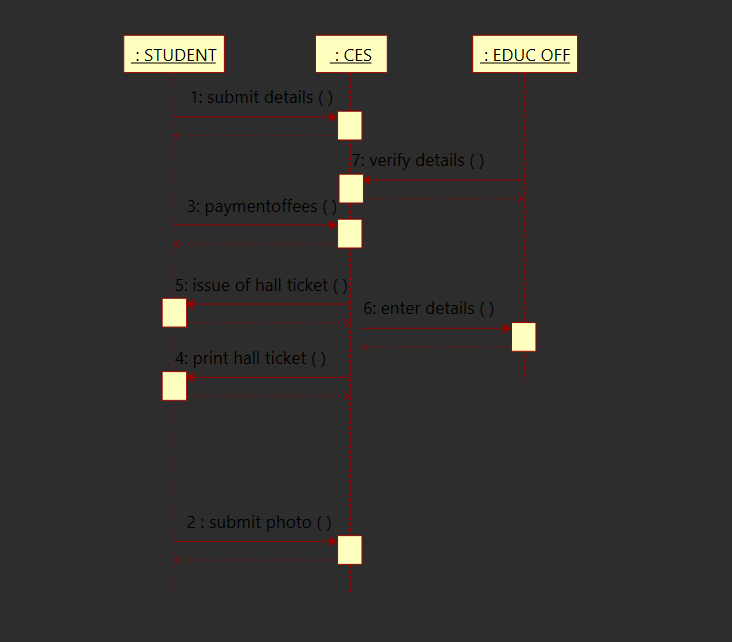 : STUDENT
: CES
: EDUC OFF
1: submit details ( )
7: verify details ( )
3: paymentoffees ( )
5: issue of hall ticket ( )
6: enter details ( )
4: print hall ticket ( )
2 : submit photo ( )